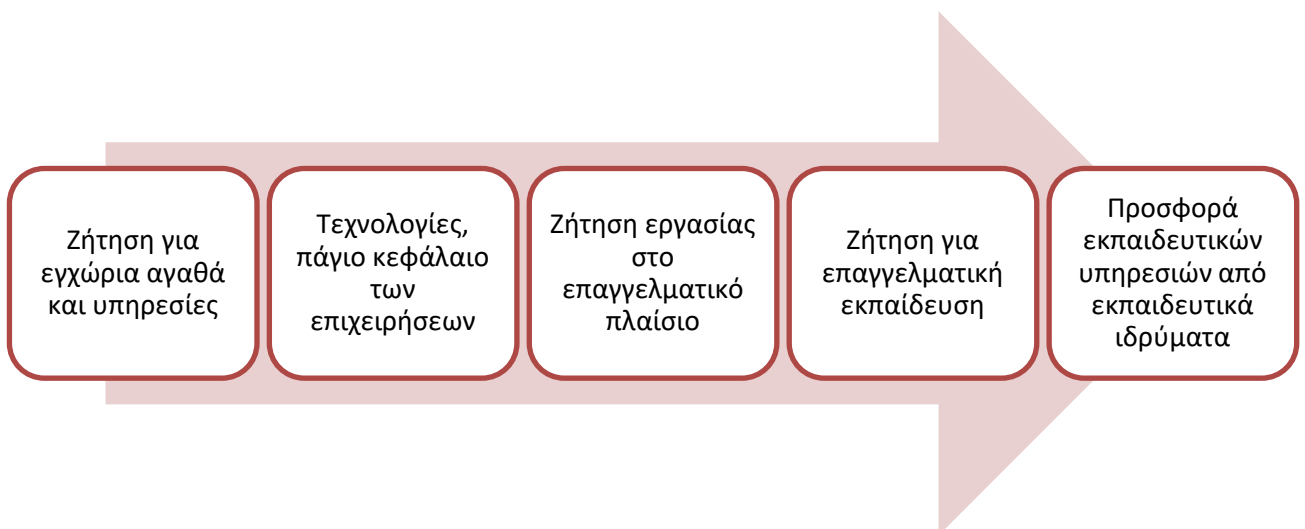 Ζήτηση για
εγχώρια αγαθά
και υπηρεσίες
Τεχνολογίες,
πάγιο κεφάλαιο
των
επιχειρήσεων
Ζήτηση εργασίας
στο
επαγγελματικό
πλαίσιο
Ζήτηση για
επαγγελματική
εκπαίδευση
Προσφορά
εκπαιδευτικών
υπηρεσιών από
εκπαιδευτικά
ιδρύματα